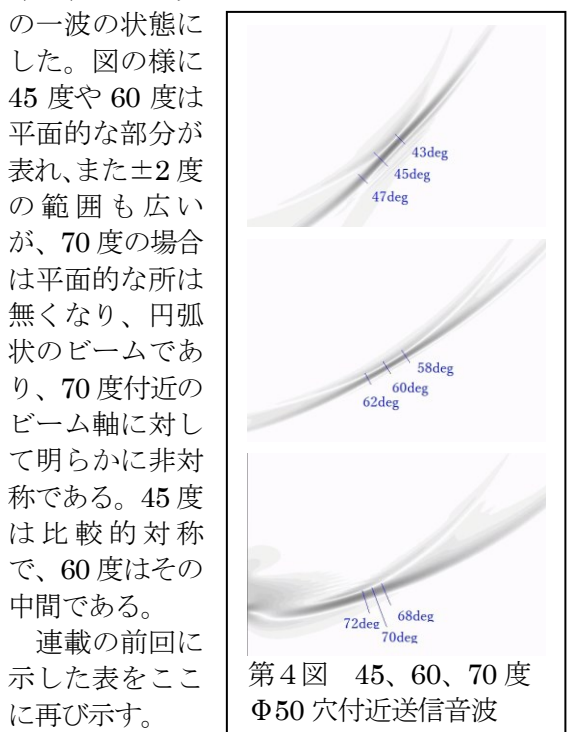 の一波の状態に
した。図の様に
45 度や 60 度は
平面的な部分が
表れ、また±2 度
の範囲も広い
が、70 度の場合
は平面的な所は
無くなり、円弧
状のビームであ
り、70 度付近の
ビーム軸に対し
て明らかに非対
称である。45 度
は比較的対称
で、60 度はその
中間である。
連載の前回に
示した表をここ
に再び示す。
43deg
45deg
47deg
58deg
60deg
62deg
68deg
72deg
70deg
第4図 45、60、70 度
Φ50 穴付近送信音波